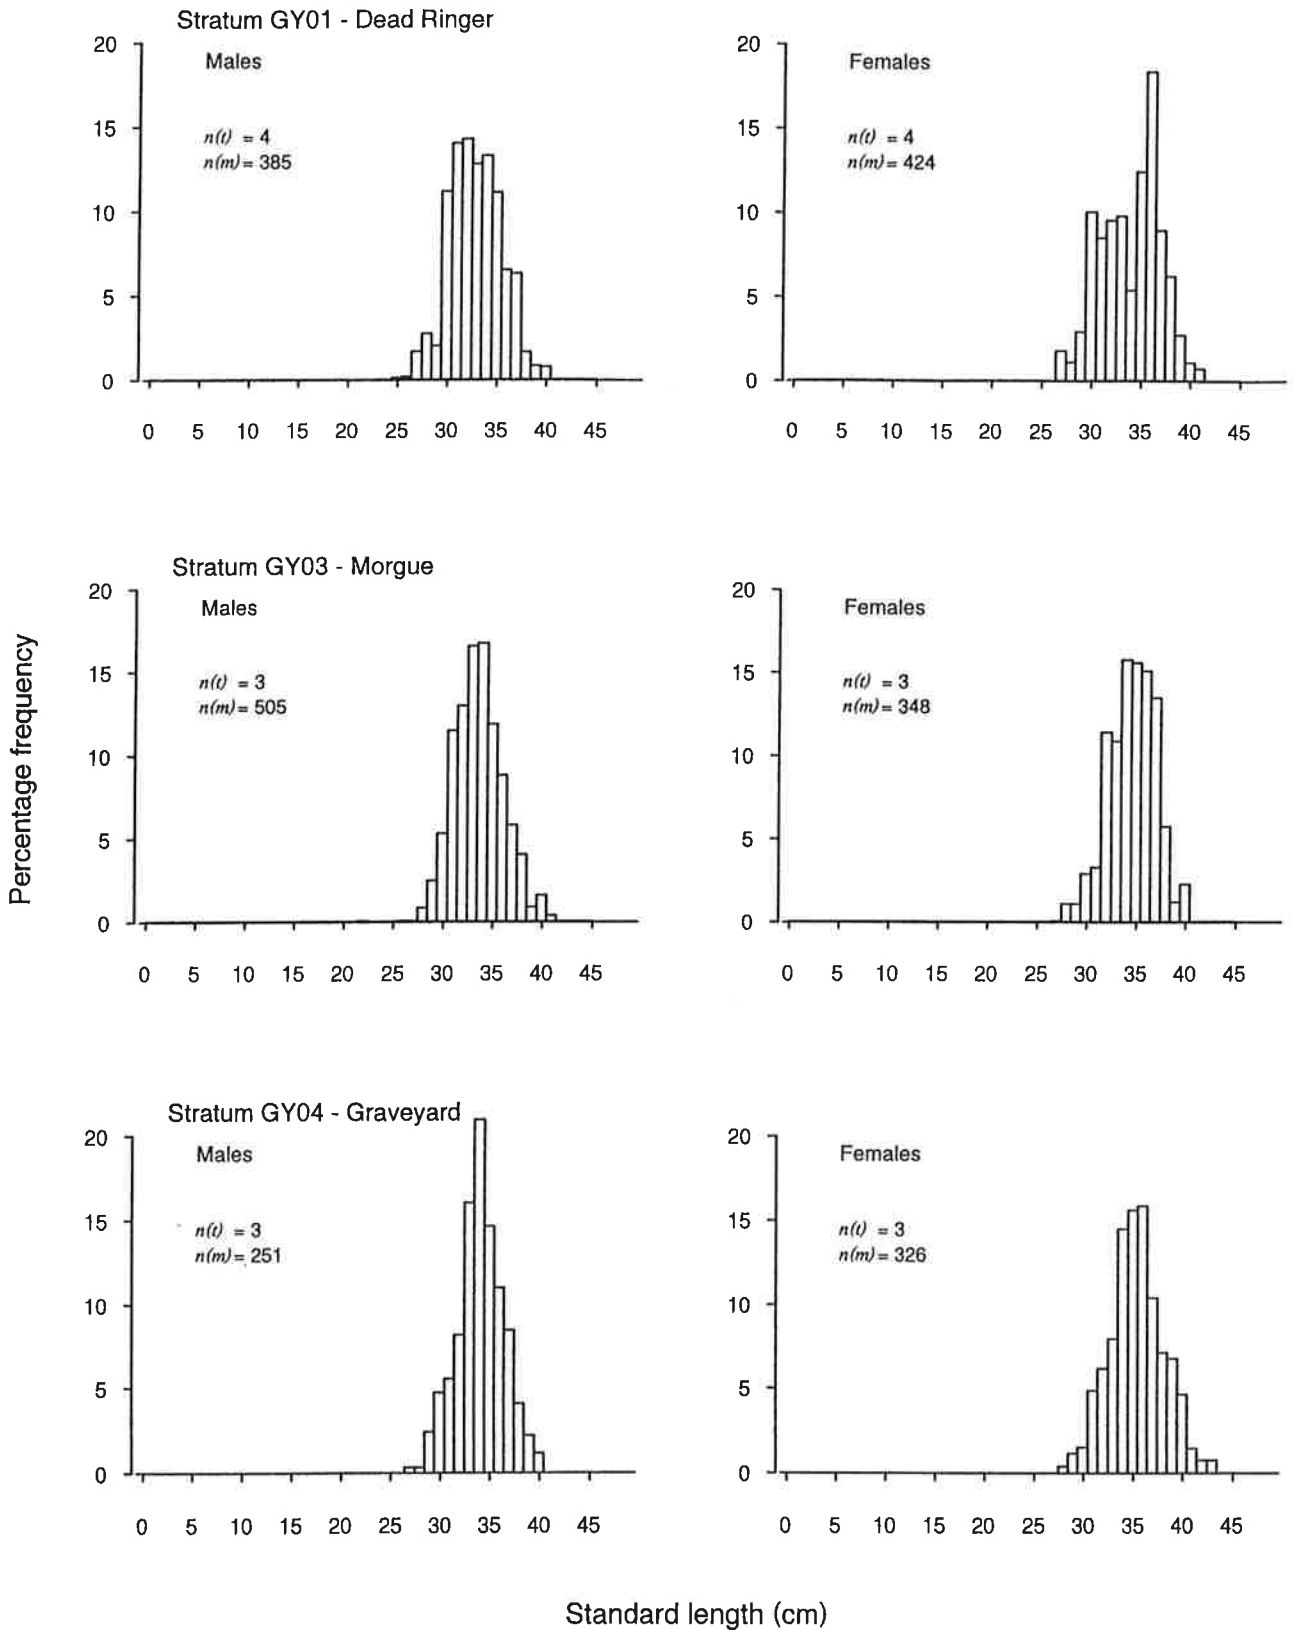 Stratum GY01 - Dead Ringer
20
15
10
5
0
Males
n(t) = 4
n(m) = 385
0 5 10 15 20 25 30 35 40 45
20
15
10
5
0
Females
n(t) = 4
n(m) = 424
0 5 10 15 20 25 30 35 40 45
Percentage frequency
Stratum GY03 - Morgue
20
15
10
5
0
Males
n(t) = 3
n(m) = 505
0 5 10 15 20 25 30 35 40 45
20
15
10
5
0
Females
n(t) = 3
n(m) = 348
0 5 10 15 20 25 30 35 40 45
Stratum GY04 - Graveyard
20
15
10
5
0
Males
n(t) = 3
n(m) = 251
0 5 10 15 20 25 30 35 40 45
20
15
10
5
0
Females
n(t) = 3
n(m) = 326
0 5 10 15 20 25 30 35 40 45
Standard length (cm)